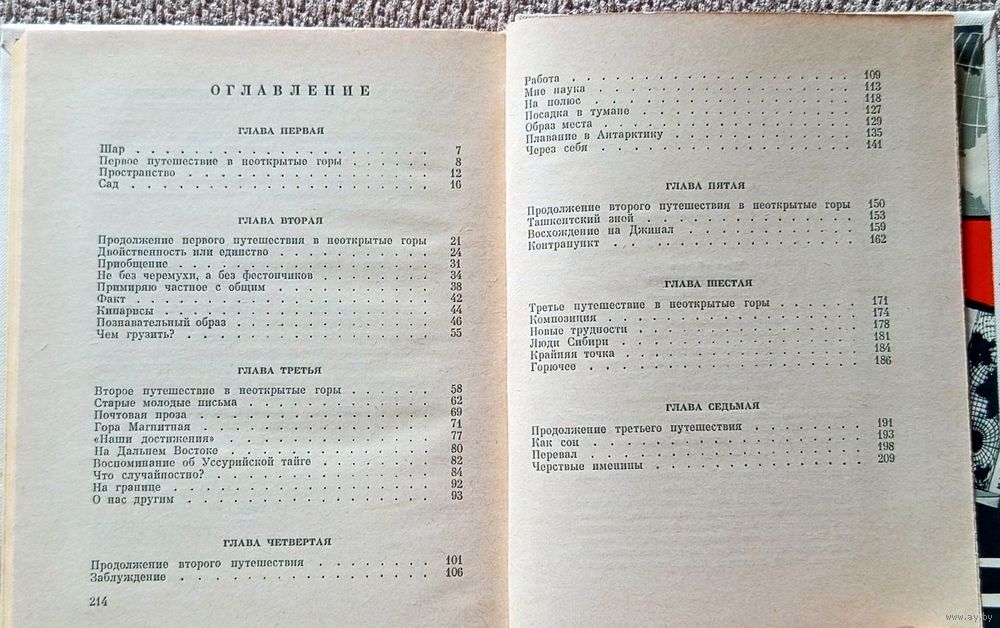 ОГЛАВЛЕНИЕ
ГЛАВА ПЕРВАЯ
Шар . . . . . . . . . . . . . . . . . . . . 7
Первое путешествие в неоткрытые горы . . . . . . 8
Пространство . . . . . . . . . . . . . . . . 12
Сад . . . . . . . . . . . . . . . . . . . . 16
ГЛАВА ВТОРАЯ
Продолжение первого путешествия в неоткрытые горы 21
Двойственность или единство . . . . . . . . . . 24
Приобщение . . . . . . . . . . . . . . . . . 31
Не без черемухи, а без фестончиков . . . . . . . 34
Примиряю частное с общим . . . . . . . . . . . 38
Факт . . . . . . . . . . . . . . . . . . . . 42
Кипарисы . . . . . . . . . . . . . . . . . . 44
Познавательный образ . . . . . . . . . . . . . 46
Чем грузить? . . . . . . . . . . . . . . . . 55
ГЛАВА ТРЕТЬЯ
Второе путешествие в неоткрытые горы . . . . . . 58
Старые молодые письма . . . . . . . . . . . . 62
Почтовая проза . . . . . . . . . . . . . . . 69
Гора Магнитная . . . . . . . . . . . . . . . 71
«Наши достижения» . . . . . . . . . . . . . . 77
На Дальнем Востоке . . . . . . . . . . . . . 80
Воспоминание об Уссурийской тайге . . . . . . . 82
Что случайностно? . . . . . . . . . . . . . . 84
На границе . . . . . . . . . . . . . . . . . 92
О нас другим . . . . . . . . . . . . . . . . 93
ГЛАВА ЧЕТВЕРТАЯ
Продолжение второго путешествия . . . . . . . . 101
Заблуждение . . . . . . . . . . . . . . . . 106
214
Работа . . . . . . . . . . . . . . . . . . . 109
Мне наука . . . . . . . . . . . . . . . . . 113
На полюс . . . . . . . . . . . . . . . . . . 118
Посадка в тумане . . . . . . . . . . . . . . 127
Образ места . . . . . . . . . . . . . . . . 129
Плавание в Антарктику . . . . . . . . . . . . 135
Через себя . . . . . . . . . . . . . . . . . 141
ГЛАВА ПЯТАЯ
Продолжение второго путешествия в неоткрытые горы 150
Ташкентский зной . . . . . . . . . . . . . . 153
Восхождение на Джинал . . . . . . . . . . . . 159
Контрапункт . . . . . . . . . . . . . . . . 162
ГЛАВА ШЕСТАЯ
Третье путешествие в неоткрытые горы . . . . . . 171
Композиция . . . . . . . . . . . . . . . . . 174
Новые трудности . . . . . . . . . . . . . . 178
Люди Сибири . . . . . . . . . . . . . . . . 181
Крайняя точка . . . . . . . . . . . . . . . 184
Горючее . . . . . . . . . . . . . . . . . . 186
ГЛАВА СЕДЬМАЯ
Продолжение третьего путешествия . . . . . . . . 191
Как сон . . . . . . . . . . . . . . . . . . 193
Перевал . . . . . . . . . . . . . . . . . . 198
Черствые именины . . . . . . . . . . . . . . 209
www.ay.by